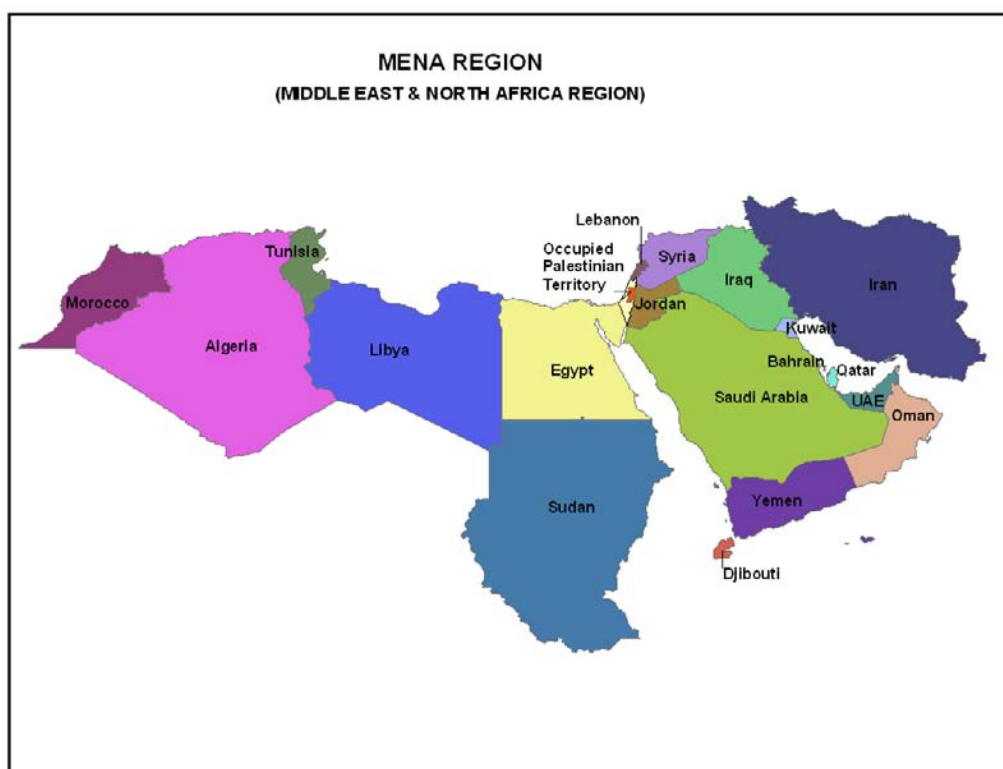 MENA REGION
(MIDDLE EAST & NORTH AFRICA REGION)
Lebanon
Occupied
Palestinian
Territory
Tunisia
Syria
Morocco
Iraq
Iran
Jordan
Algeria
Libya
Kuwait
Egypt
Bahrain
Qatar
Saudi Arabia
UAE
Oman
Sudan
Yemen
Djibouti